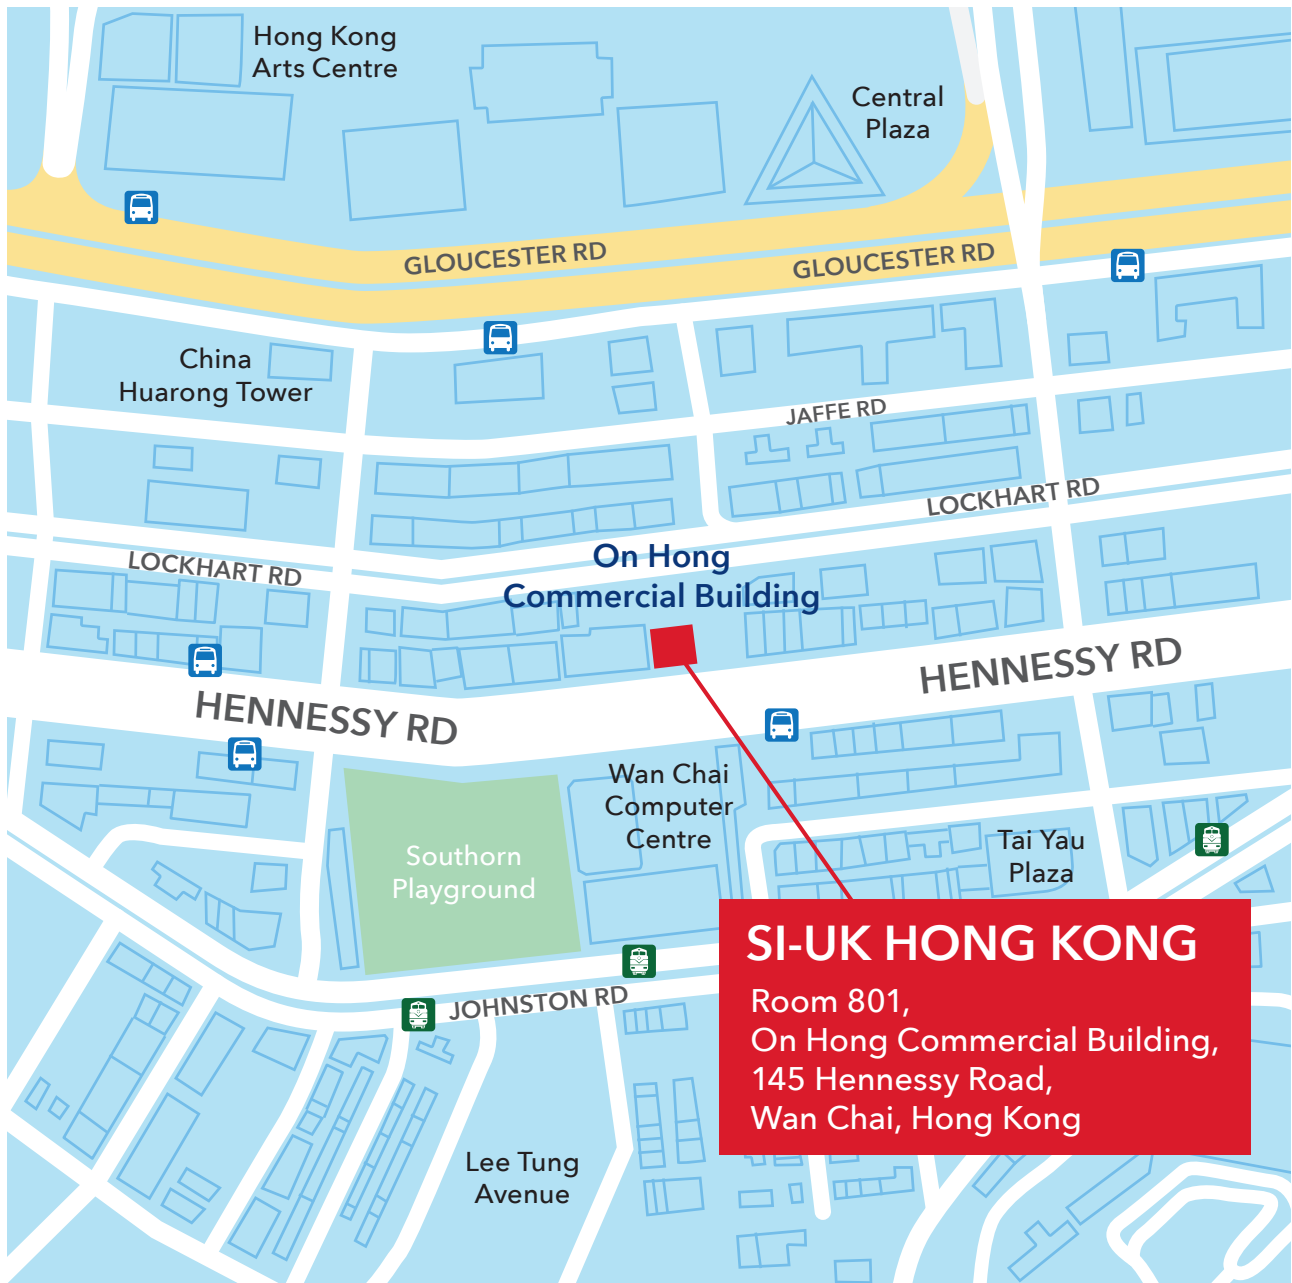 Hong Kong
Arts Centre
Central
Plaza
GLOUCESTER RD
GLOUCESTER RD
China
Huarong Tower
JAFFE RD
LOCKHART RD
LOCKHART RD
On Hong
Commercial Building
HENNESSY RD
HENNESSY RD
Wan Chai
Computer
Centre
Southorn
Playground
Tai Yau
Plaza
JOHNSTON RD
SI-UK HONG KONG
Room 801,
On Hong Commercial Building,
145 Hennessy Road,
Wan Chai, Hong Kong
Lee Tung
Avenue